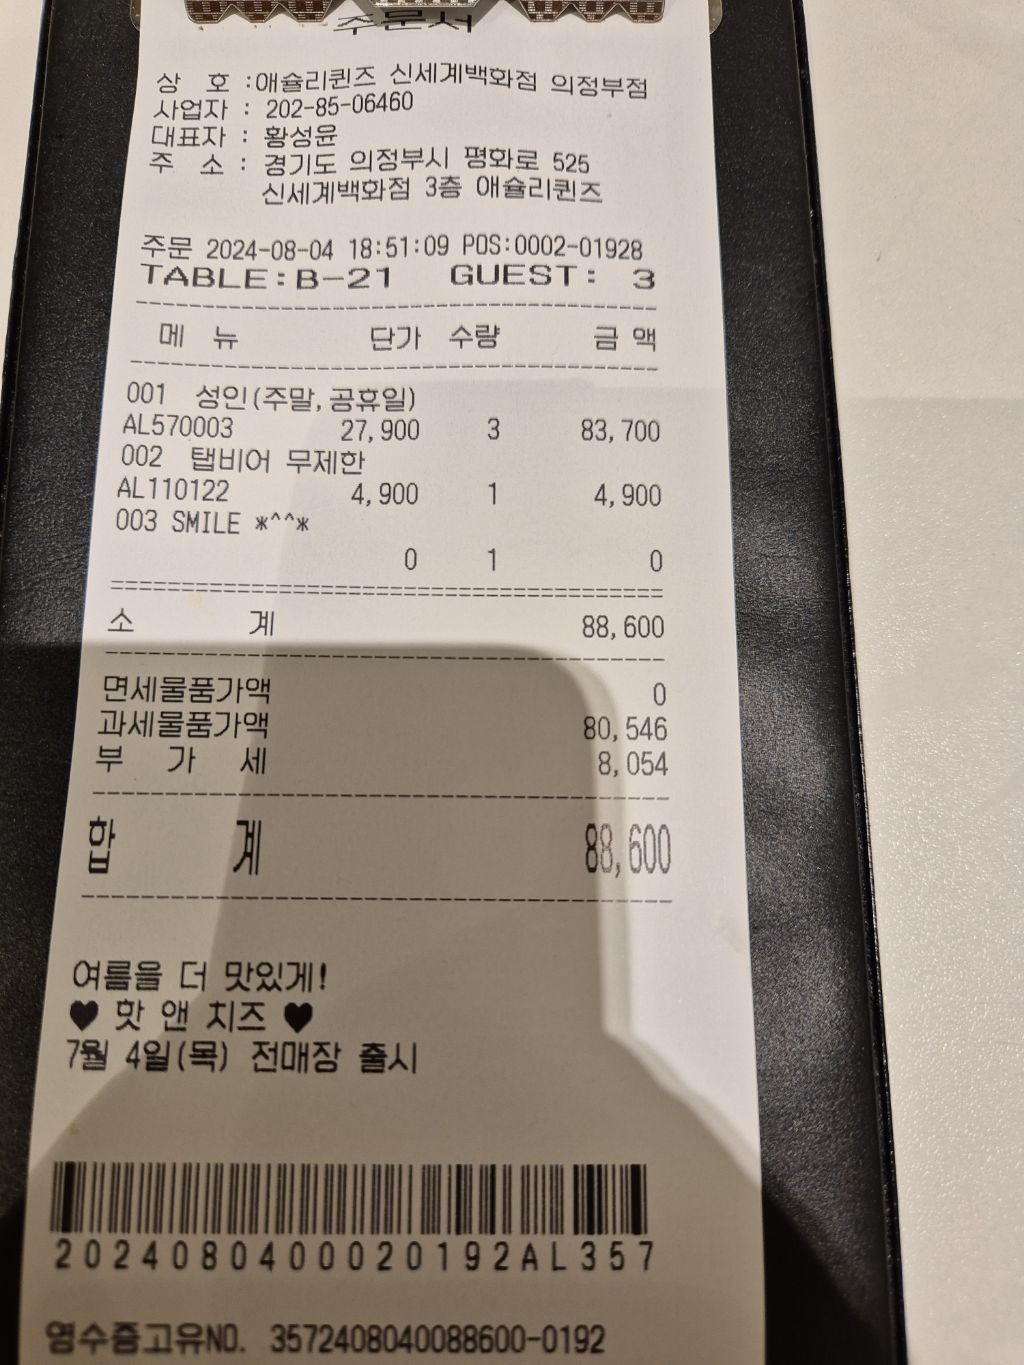 주문서
상 호 :애슐리퀸즈 신세계백화점 의정부점
사업자 : 202-85-06460
대표자 : 황성윤
주 소 : 경기도 의정부시 평화로 525
신세계백화점 3층 애슐리퀸즈
주문 2024-08-04 18:51:09 POS:0002-01928
TABLE:B-21 GUEST: 3
메 뉴 단가 수량 금 액
001 성인(주말,공휴일)
AL570003 27,900 3 83,700
002 탭비어 무제한
AL110122 4,900 1 4,900
003 SMILE *^^*
0 1 0
소 계 88,600
면세물품가액 0
과세물품가액 80,546
부 가 세 8,054
합 계 88,600
여름을 더 맛있게!
♥ 핫 앤 치즈 ♥
7월 4일(목) 전매장 출시
2024080400020192AL357
영수증고유NO. 3572408040088600-0192